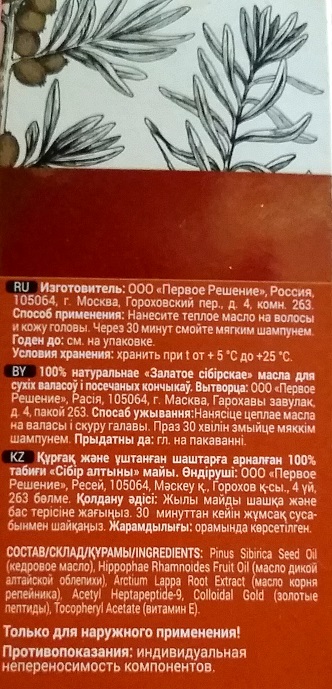 RU Изготовитель: ООО «Первое Решение», Россия,
105064, г. Москва, Гороховский пер., д. 4, комн. 263.
Способ применения: Нанесите теплое масло на волосы
и кожу головы. Через 30 минут смойте мягким шампунем.
Годен до: см. на упаковке.
Условия хранения: хранить при t от + 5 °C до +25 °C.
BY 100% натуральнае «Залатое сібірскае» масла для
сухіх валасоў і посечаных кончыкаў. Вытворца: ООО «Первое
Решение», Расія, 105064, г. Масква, Гарохавы завулак,
д. 4, пакой 263. Спосаб ужывання: Нанясіце цеплае масла
на валасы і скуру галавы. Праз 30 хвілін змыйце мяккім
шампунем. Прыдатны да: гл. на пакаванні.
KZ Құрғақ және ұштанған шаштарға арналған 100%
табиғи «Сібір алтыны» майы. Өндіруші: ООО «Первое
Решение», Ресей, 105064, Мәскеу қ., Горохов қ-сы., 4 үй,
263 бөлме. Қолдану әдісі: Жылы майды шашқа және
бас терісіне жағыңыз. 30 минуттан кейін жұмсақ суса-
бынмен шайқаңыз. Жарамдылығы: орамында көрсетілген.
СОСТАВ/СКЛАД/ҚҰРАМЫ/INGREDIENTS: Pinus Sibirica Seed Oil
(кедровое масло), Hippophae Rhamnoides Fruit Oil (масло дикой
алтайской облепихи), Arctium Lappa Root Extract (масло корня
репейника), Acetyl Heptapeptide-9, Colloidal Gold (золотые
пептиды), Tocopheryl Acetate (витамин Е).
Только для наружного применения!
Противопоказания: индивидуальная
непереносимость компонентов.